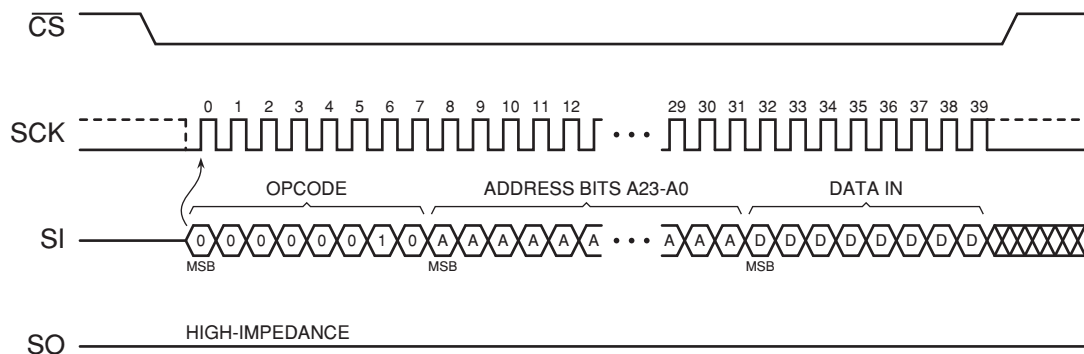 CS
0 1 2 3 4 5 6 7 8 9 10 11 12 29 30 31 32 33 34 35 36 37 38 39
SCK
OPCODE ADDRESS BITS A23-A0 DATA IN
SI 0 0 0 0 0 0 1 0 A A A A A A A A A D D D D D D D D
MSB MSB MSB
HIGH-IMPEDANCE
SO